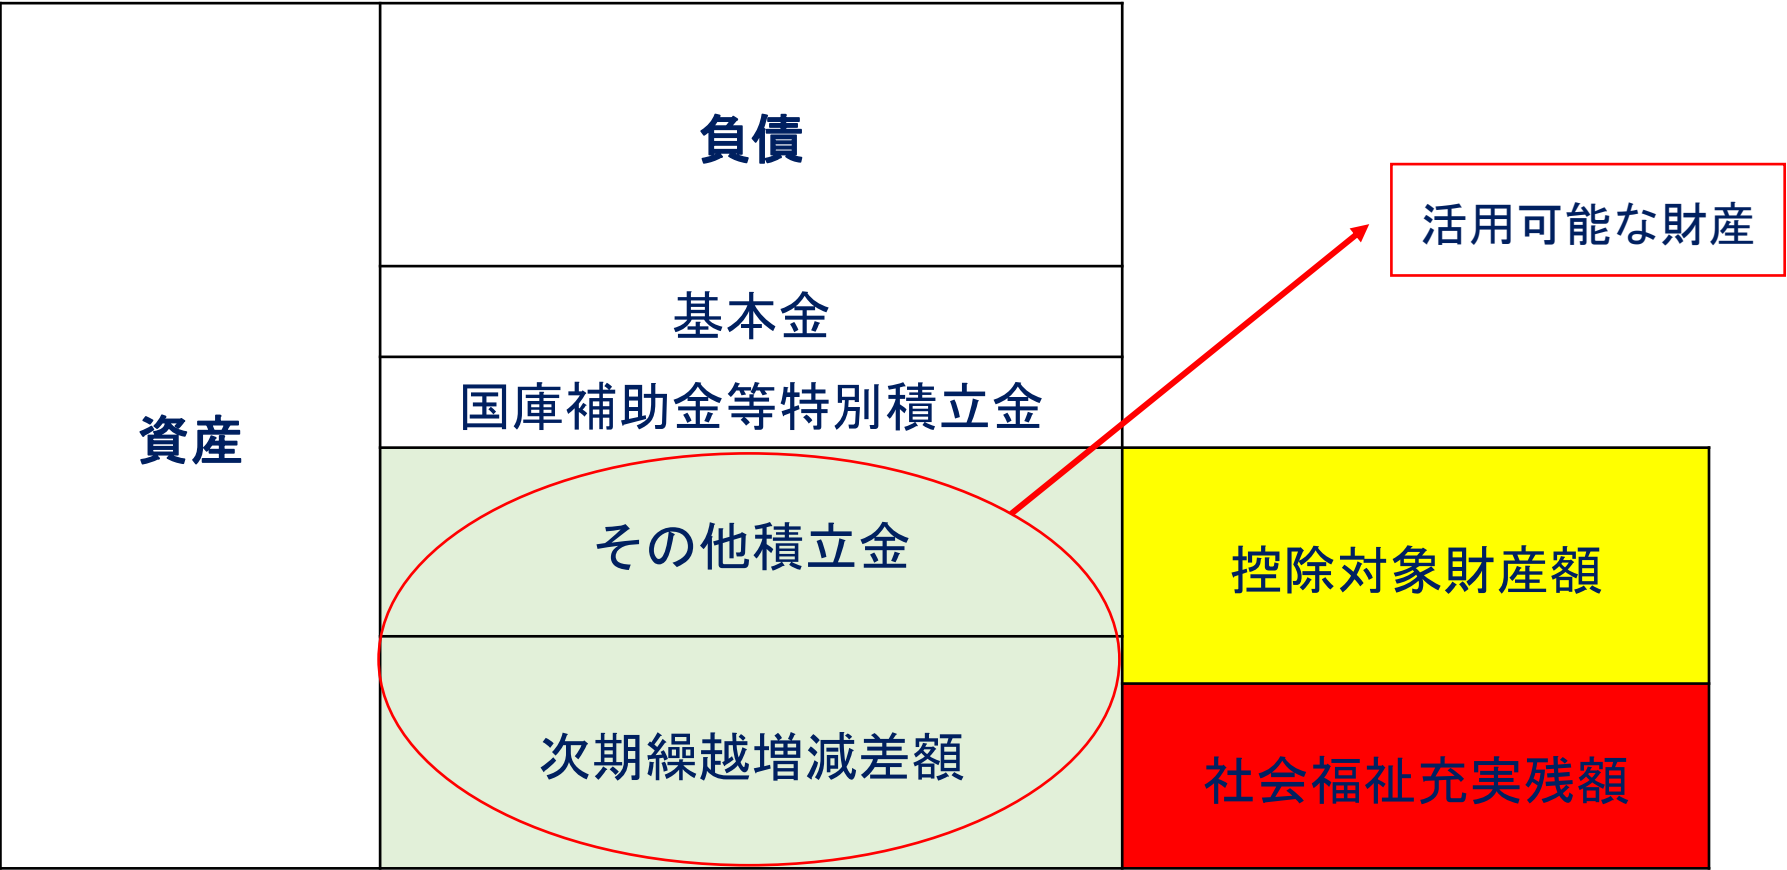 資産
負債
基本金
国庫補助金等特別積立金
その他積立金
次期繰越増減差額
活用可能な財産
控除対象財産額
社会福祉充実残額